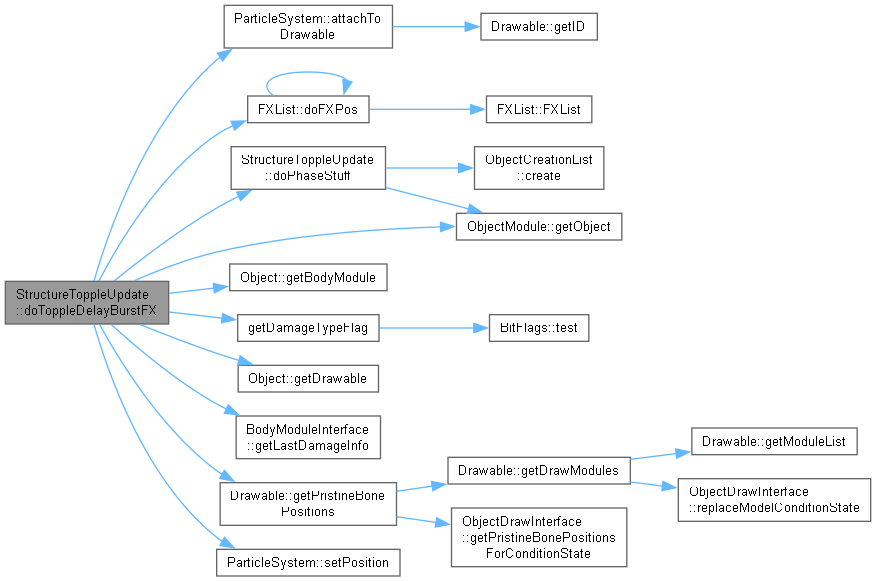 ParticleSystem::attachTo
Drawable
Drawable::getID
FXList::doFXPos
FXList::FXList
StructureToppleUpdate
::doPhaseStuff
ObjectCreationList
::create
ObjectModule::getObject
StructureToppleUpdate
::doToppleDelayBurstFX
Object::getBodyModule
getDamageTypeFlag
BitFlags::test
Object::getDrawable
BodyModuleInterface
::getLastDamageInfo
Drawable::getPristineBone
Positions
Drawable::getDrawModules
Drawable::getModuleList
ObjectDrawInterface
::replaceModelConditionState
ObjectDrawInterface
::getPristineBonePositions
ForConditionState
ParticleSystem::setPosition